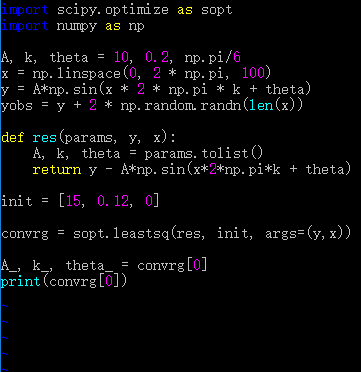 import scipy.optimize as sopt
import numpy as np
A, k, theta = 10, 0.2, np.pi/6
x = np.linspace(0, 2 * np.pi, 100)
y = A*np.sin(x * 2 * np.pi * k + theta)
yobs = y + 2 * np.random.randn(len(x))
def res(params, y, x):
    A, k, theta = params.tolist()
    return y - A*np.sin(x*2*np.pi*k + theta)
init = [15, 0.12, 0]
convrg = sopt.leastsq(res, init, args=(y,x))
A_, k_, theta_ = convrg[0]
print(convrg[0])
~
~
~
~